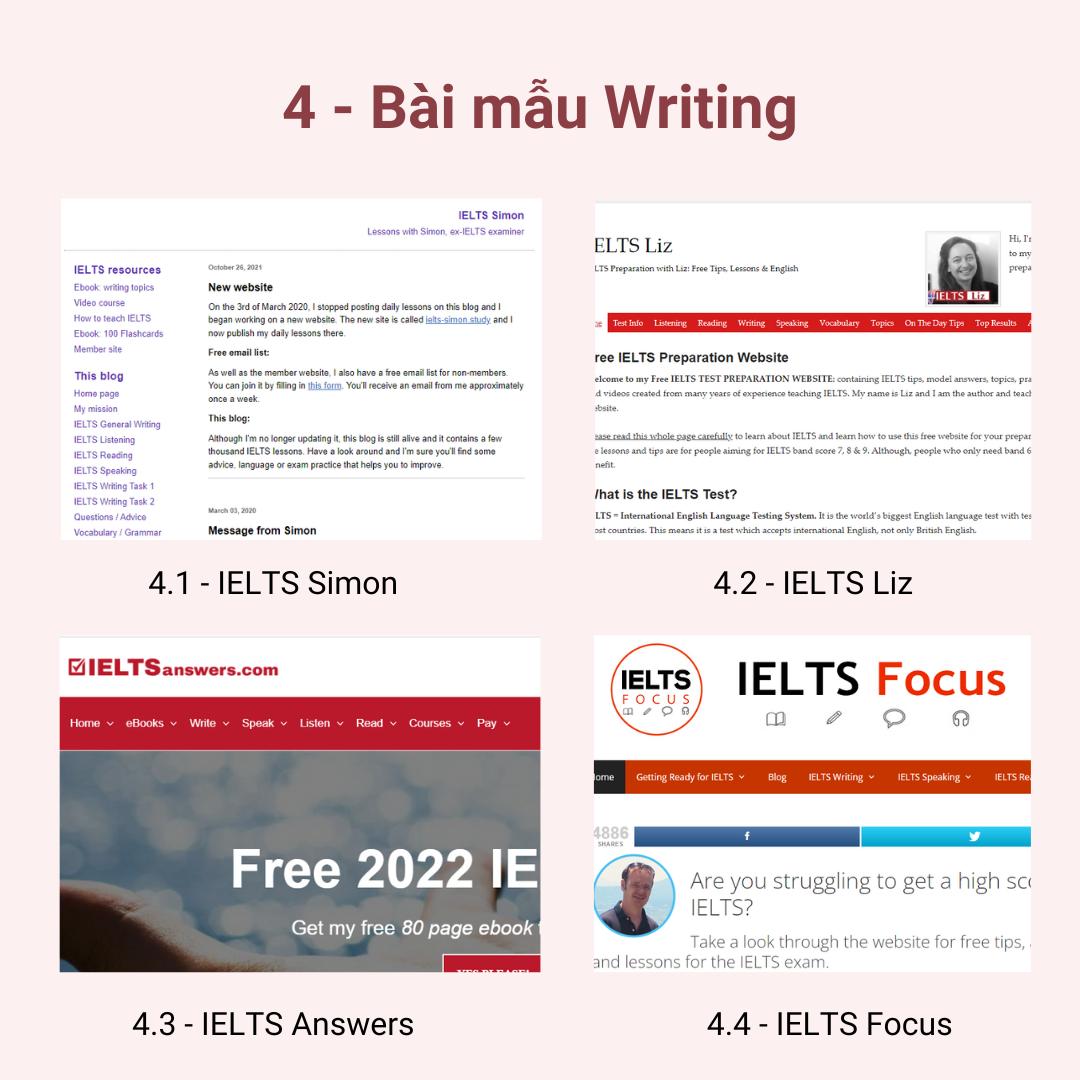 4 - Bài mẫu Writing
IELTS Simon
Lessons with Simon, ex-IELTS examiner
IELTS resources
Ebook: writing topics
Video course
How to teach IELTS
Ebook: 100 Flashcards
Member site
This blog
Home page
My mission
IELTS General Writing
IELTS Listening
IELTS Reading
IELTS Speaking
IELTS Writing Task 1
IELTS Writing Task 2
Questions / Advice
Vocabulary / Grammar
October 26, 2021
New website
On the 3rd of March 2020, I stopped posting daily lessons on this blog and I
began working on a new website. The new site is called ielts-simon.study and I
now publish my daily lessons there.
Free email list:
As well as the member website, I also have a free email list for non-members.
You can join it by filling in this form. You'll receive an email from me approximately
once a week.
This blog:
Although I'm no longer updating it, this blog is still alive and it contains a few
thousand IELTS lessons. Have a look around and I'm sure you'll find some
advice, language or exam practice that helps you to improve.
March 03, 2020
Message from Simon
4.1 - IELTS Simon
ELTS Liz
LTS Preparation with Liz: Free Tips, Lessons & English
IELTS Liz
Hi, I'r
to my
prepa
Test Info Listening Reading Writing Speaking Vocabulary Topics On The Day Tips Top Results
ree IELTS Preparation Website
elcome to my Free IELTS TEST PREPARATION WEBSITE: containing IELTS tips, model answers, topics, pra
d videos created from many years of experience teaching IELTS. My name is Liz and I am the author and teach
ebsite.
ease read this whole page carefully to learn about IELTS and learn how to use this free website for your prepar
e lessons and tips are for people aiming for IELTS band score 7, 8 & 9. Although, people who only need band 6
nefit.
hat is the IELTS Test?
LTS = International English Language Testing System. It is the world's biggest English language test with tes
ost countries. This means it is a test which accepts international English, not only British English.
4.2 - IELTS Liz
IELTSanswers.com
Home eBooks Write Speak Listen Read Courses Pay
Free 2022 IE
Get my free 80 page ebook
4.3 - IELTS Answers
IELTS
FOCUS
IELTS Focus
ome Getting Ready for IELTS Blog IELTS Writing IELTS Speaking IELTS Rea
4886
SHARES
Are you struggling to get a high sco
IELTS?
Take a look through the website for free tips,
and lessons for the IELTS exam.
4.4 - IELTS Focus